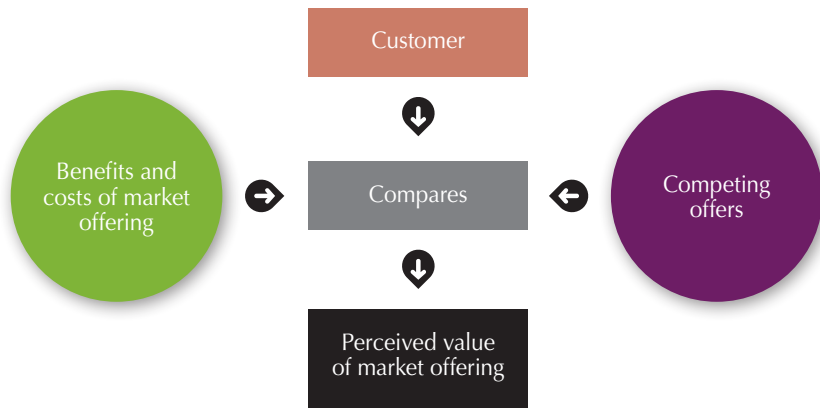 Customer
Benefits and
costs of market
offering
Compares
Competing
offers
Perceived value
of market offering